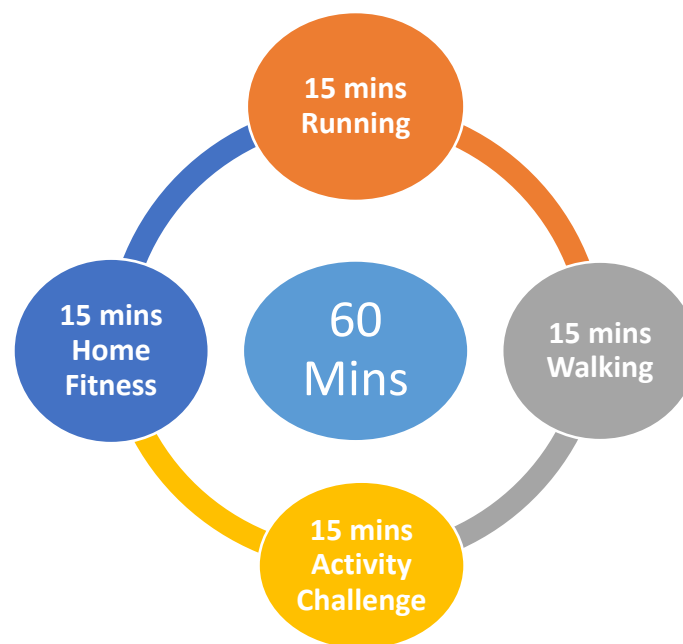 15 mins
Running
15 mins
Home
Fitness
60
Mins
15 mins
Walking
15 mins
Activity
Challenge